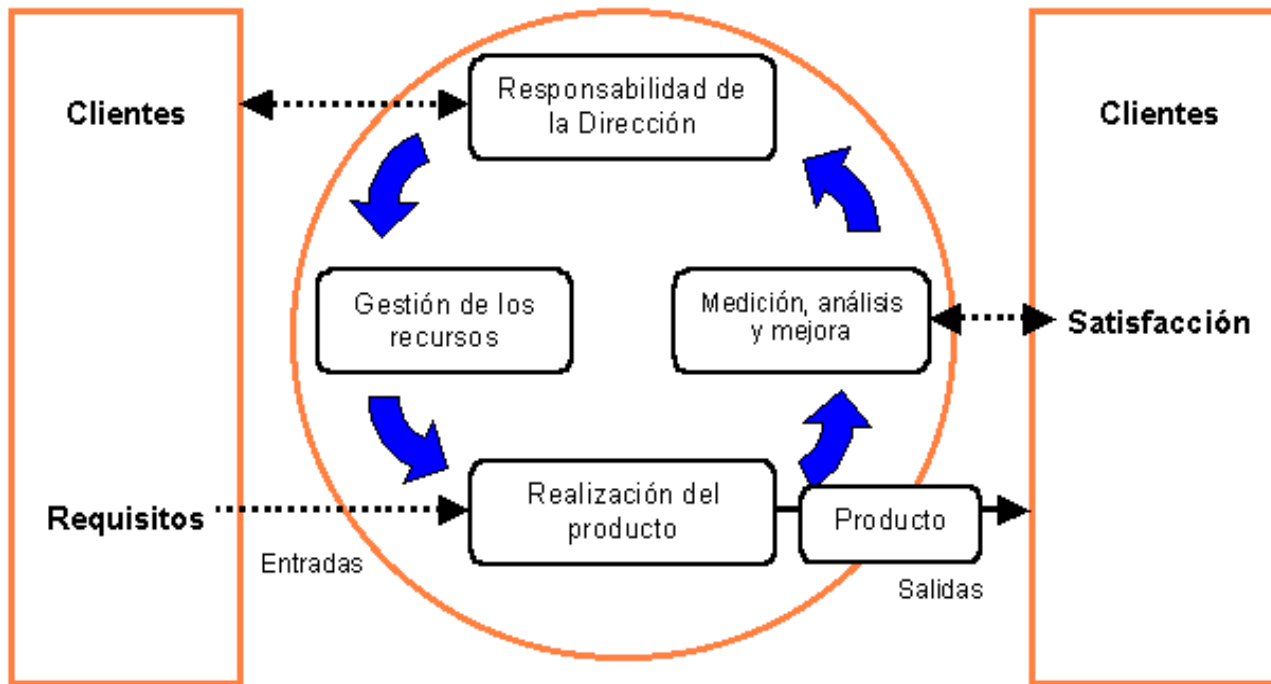 Clientes
Responsabilidad de
la Dirección
Clientes
Gestión de los
recursos
Medición, análisis
y mejora
Satisfacción
Requisitos
Realización del
producto
Producto
Entradas
Salidas